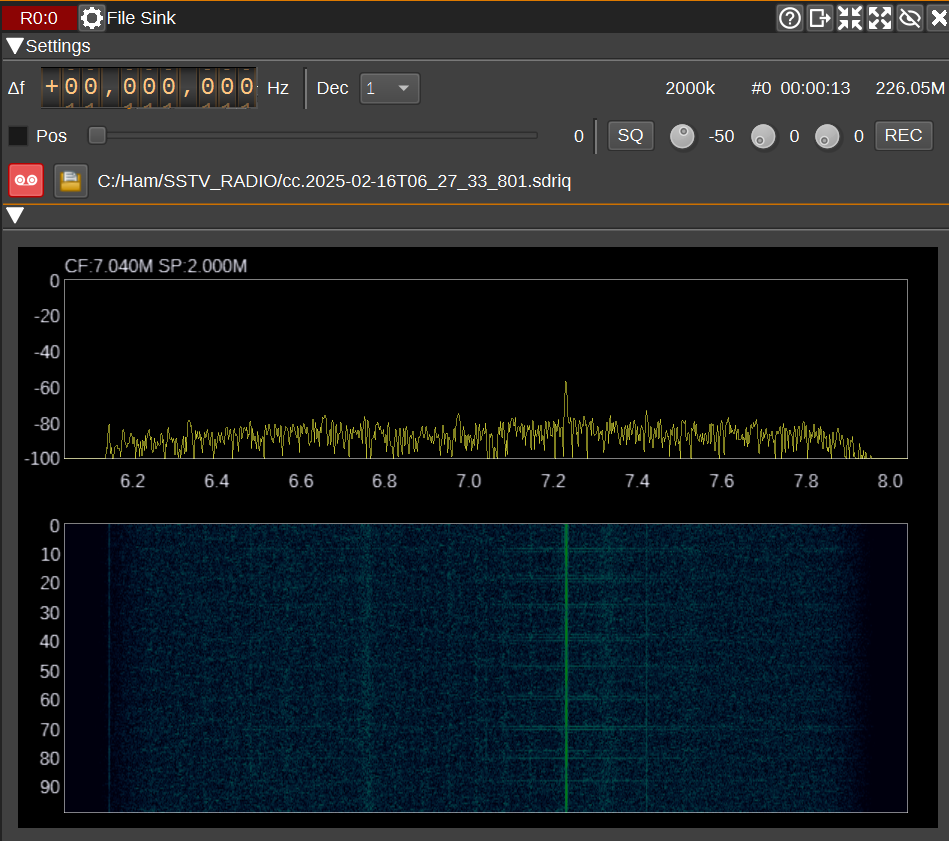 R0:0 File Sink
Settings
Δf +00,000,000 Hz Dec 1 2000k #0 00:00:13 226.05M
Pos 0 SQ -50 0 0 REC
C:/Ham/SSTV_RADIO/cc.2025-02-16T06_27_33_801.sdriq
CF:7.040M SP:2.000M
0
-20
-40
-60
-80
-100
6.2 6.4 6.6 6.8 7.0 7.2 7.4 7.6 7.8 8.0
0
10
20
30
40
50
60
70
80
90